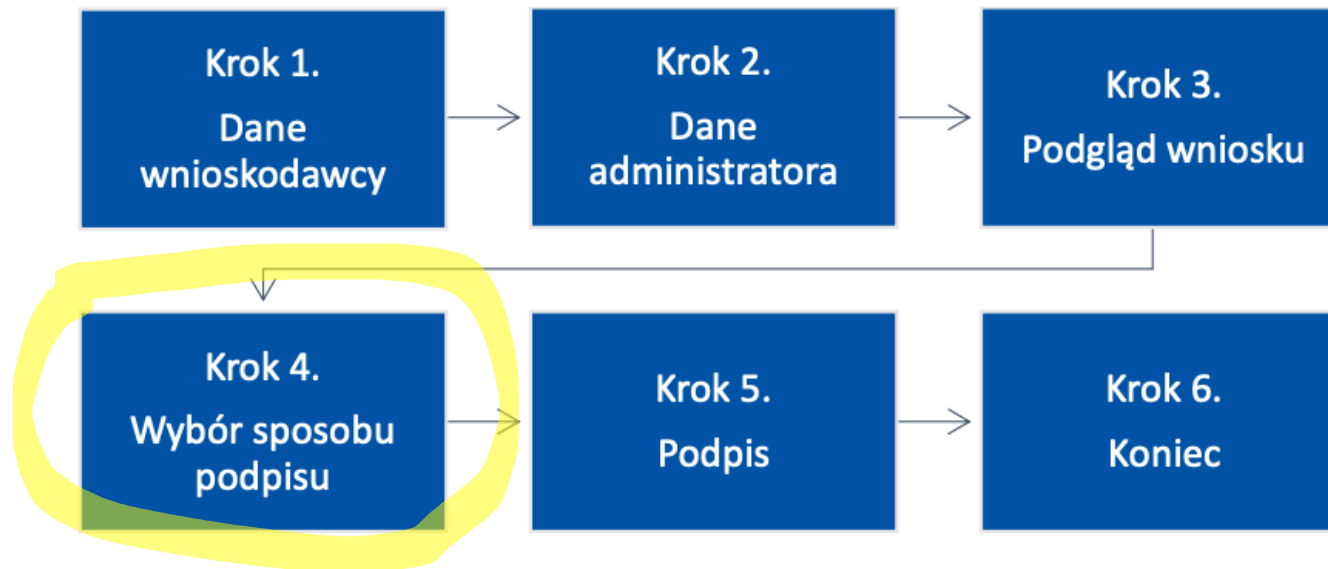 Krok 1.
Dane
wnioskodawcy
Krok 2.
Dane
administratora
Krok 3.
Podgląd wniosku
Krok 4.
Wybór sposobu
podpisu
Krok 5.
Podpis
Krok 6.
Koniec